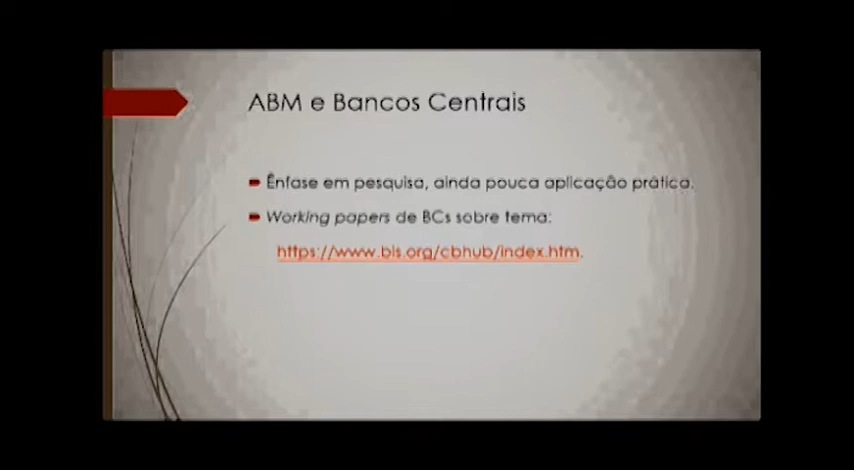 ABM e Bancos Centrais
Ênfase em pesquisa, ainda pouca aplicação prática.
Working papers de BCs sobre tema:
https://www.bis.org/cbhub/index.htm.